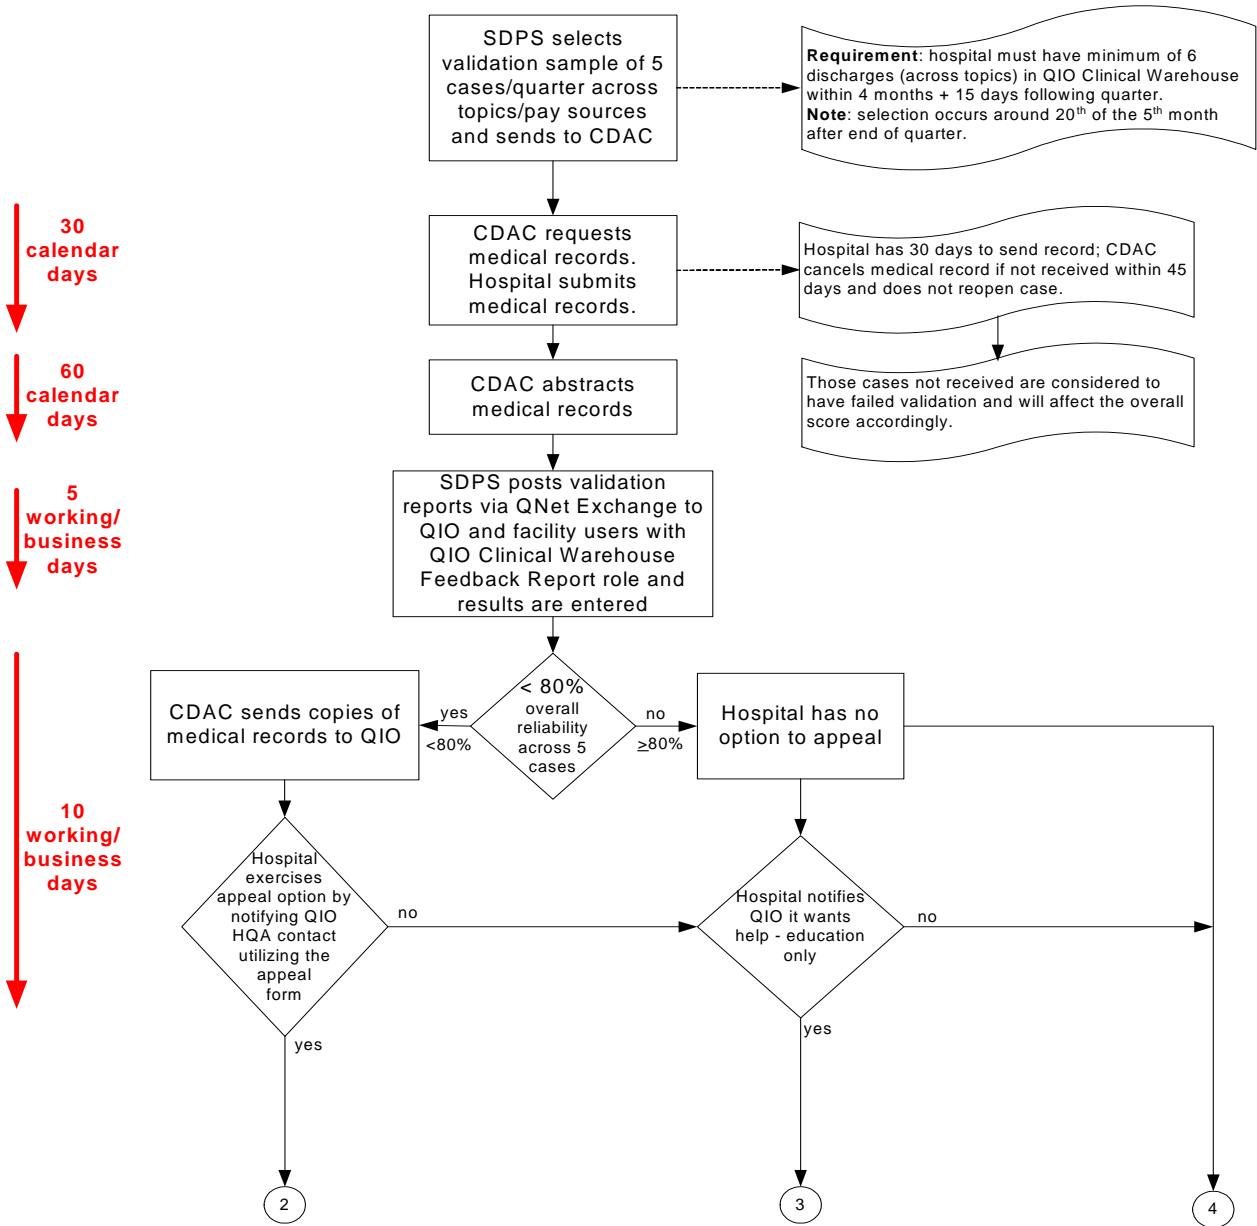 SDPS selects
validation sample of 5
cases/quarter across
topics/pay sources
and sends to CDAC
Requirement: hospital must have minimum of 6
discharges (across topics) in QIO Clinical Warehouse
within 4 months + 15 days following quarter.
Note: selection occurs around 20th of the 5th month
after end of quarter.
30
calendar
days
CDAC requests
medical records.
Hospital submits
medical records.
Hospital has 30 days to send record; CDAC
cancels medical record if not received within 45
days and does not reopen case.
60
calendar
days
CDAC abstracts
medical records
Those cases not received are considered to
have failed validation and will affect the overall
score accordingly.
5
working/
business
days
SDPS posts validation
reports via QNet Exchange to
QIO and facility users with
QIO Clinical Warehouse
Feedback Report role and
results are entered
CDAC sends copies of
medical records to QIO
yes
<80%
< 80%
overall
reliability
across 5
cases
no
≥80%
Hospital has no
option to appeal
10
working/
business
days
Hospital
exercises
appeal option by
notifying QIO
HQA contact
utilizing the
appeal
form
no
Hospital notifies
QIO it wants
help - education
only
no
yes
yes
2
3
4